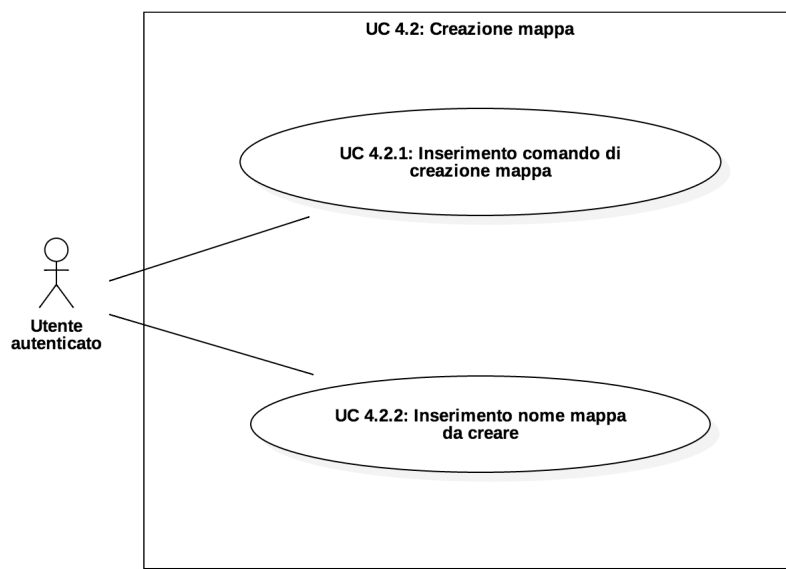 UC 4.2: Creazione mappa
UC 4.2.1: Inserimento comando di
creazione mappa
Utente
autenticato
UC 4.2.2: Inserimento nome mappa
da creare